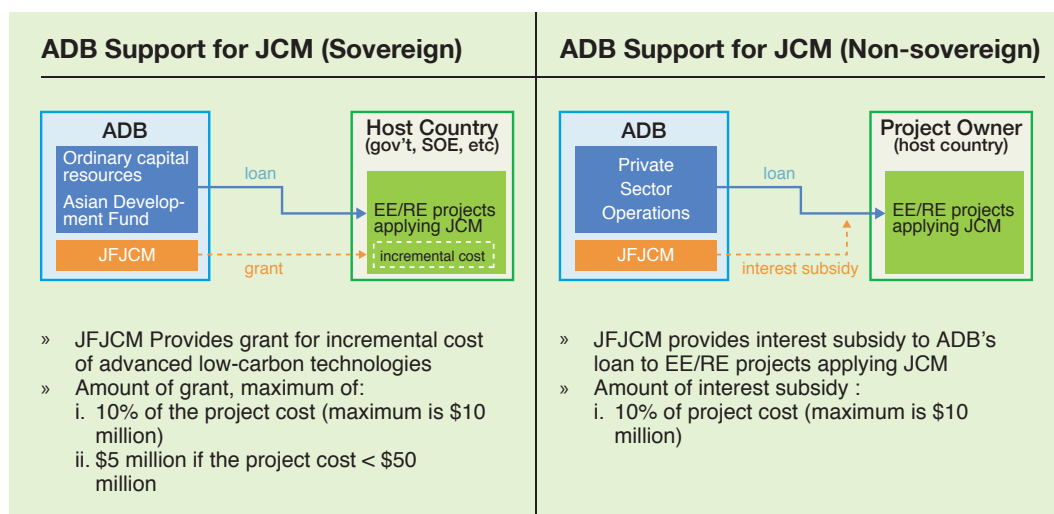 ADB Support for JCM (Sovereign)
ADB
Ordinary capital
resources
Asian Develop-
ment Fund
JFJCM
loan
grant
Host Country
(gov't, SOE, etc)
EE/RE projects
applying JCM
incremental cost
» JFJCM Provides grant for incremental cost
of advanced low-carbon technologies
» Amount of grant, maximum of:
i. 10% of the project cost (maximum is $10
million)
ii. $5 million if the project cost < $50
million
ADB Support for JCM (Non-sovereign)
ADB
Private
Sector
Operations
JFJCM
loan
interest subsidy
Project Owner
(host country)
EE/RE projects
applying JCM
» JFJCM provides interest subsidy to ADB's
loan to EE/RE projects applying JCM
» Amount of interest subsidy :
i. 10% of project cost (maximum is $10
million)